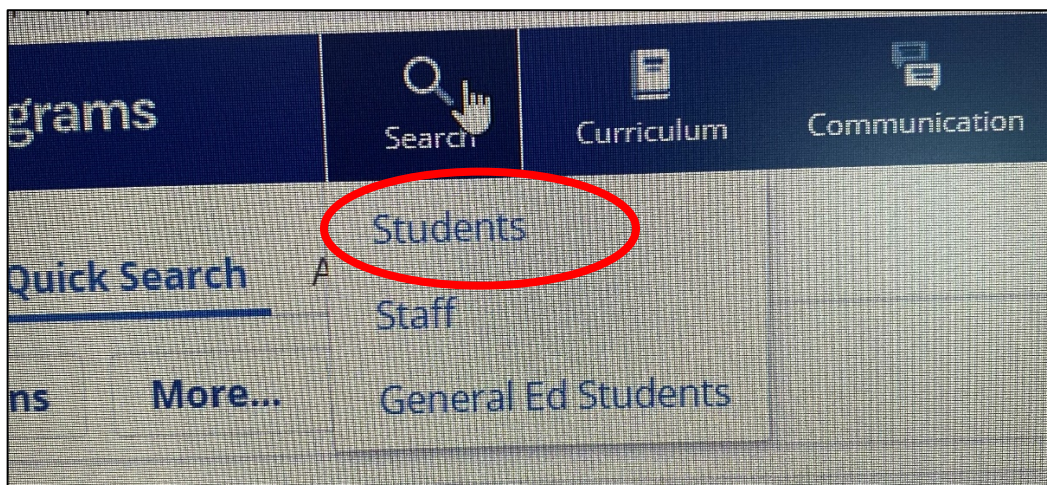 grams
Search
Curriculum
Communication
Students
Quick Search
A
Staff
ns
More...
General Ed Students